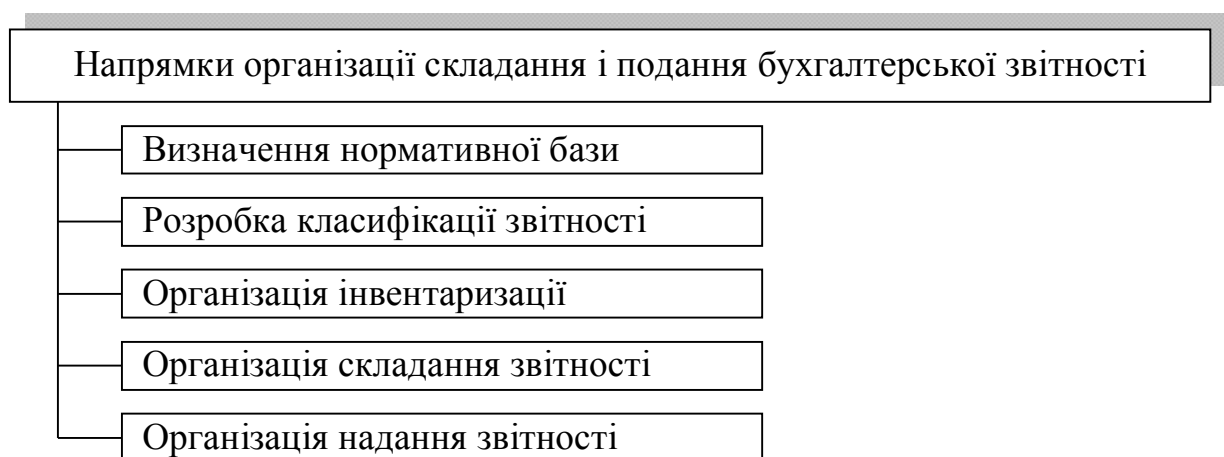 Напрямки організації складання і подання бухгалтерської звітності
Визначення нормативної бази
Розробка класифікації звітності
Організація інвентаризації
Організація складання звітності
Організація надання звітності